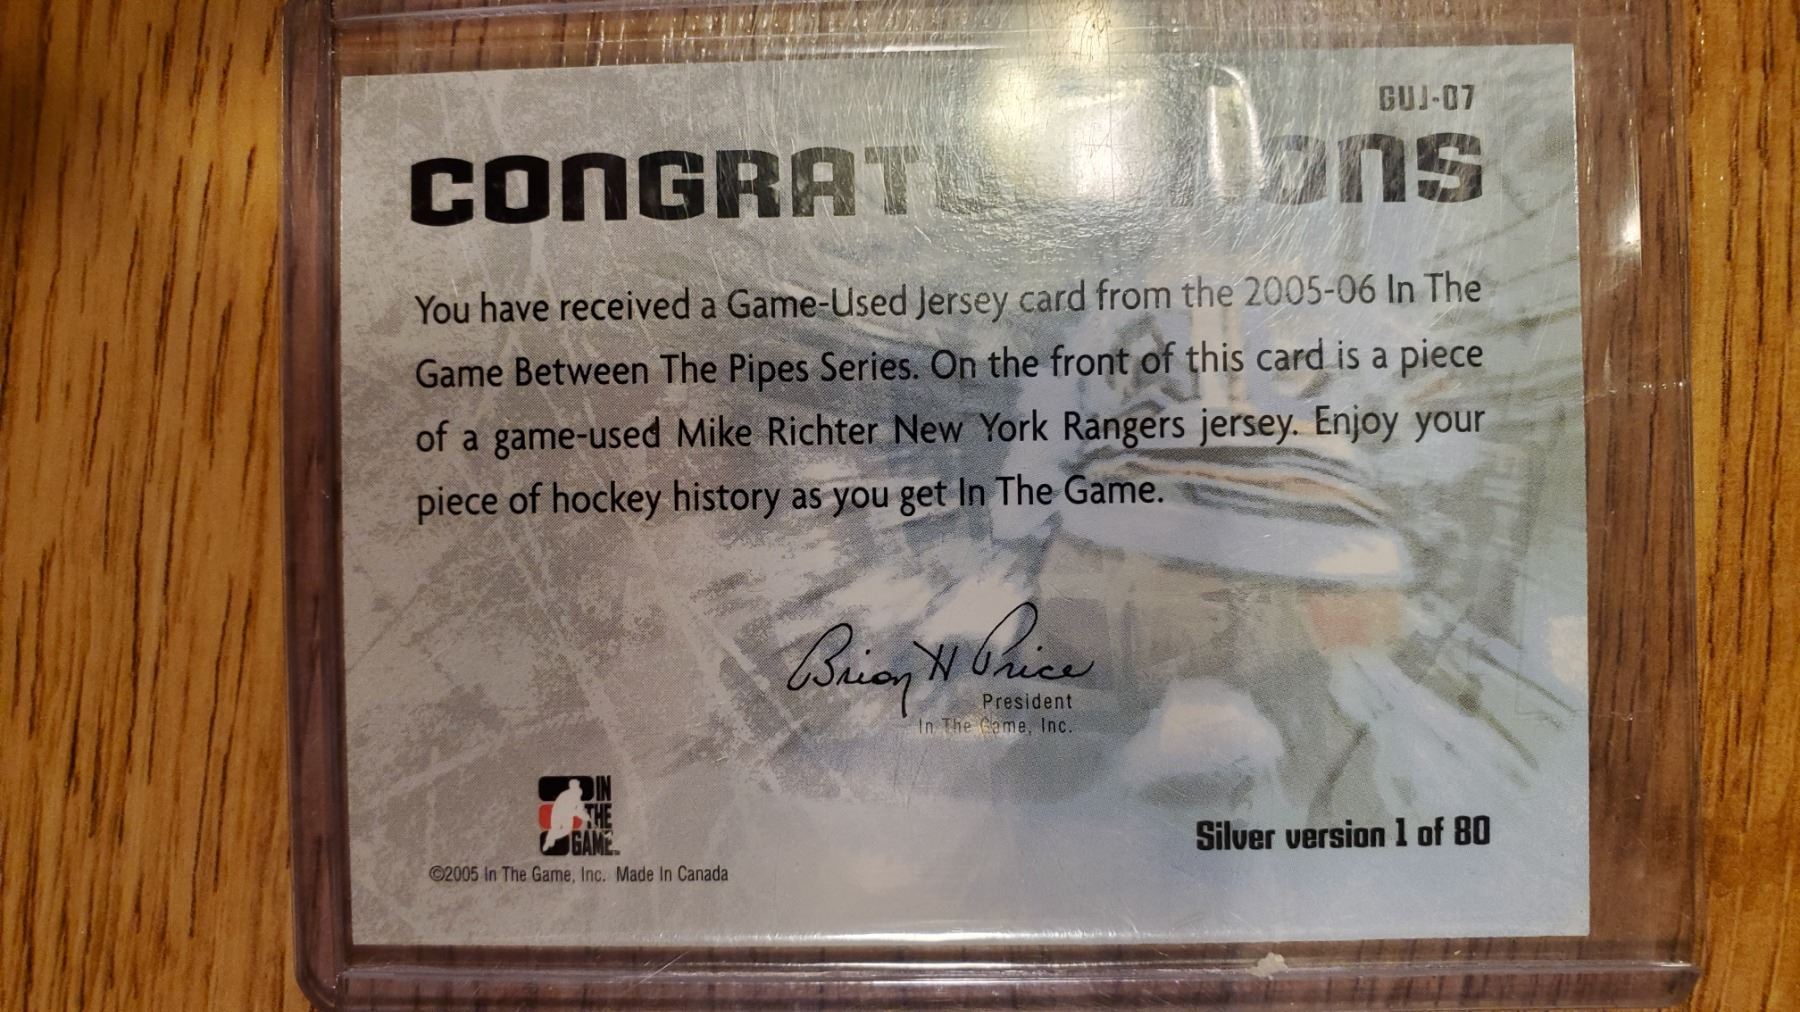 GUJ-07
You have received a Game-Used Jersey card from the 2005-06 In The
Game Between The Pipes Series. On the front of this card is a piece
of a game-used Mike Richter New York Rangers jersey. Enjoy your
piece of hockey history as you get In The Game.
Brian H Price
President
In The Game, Inc.
IN
THE
GAME
Silver version 1 of 80
©2005 In The Game, Inc. Made In Canada